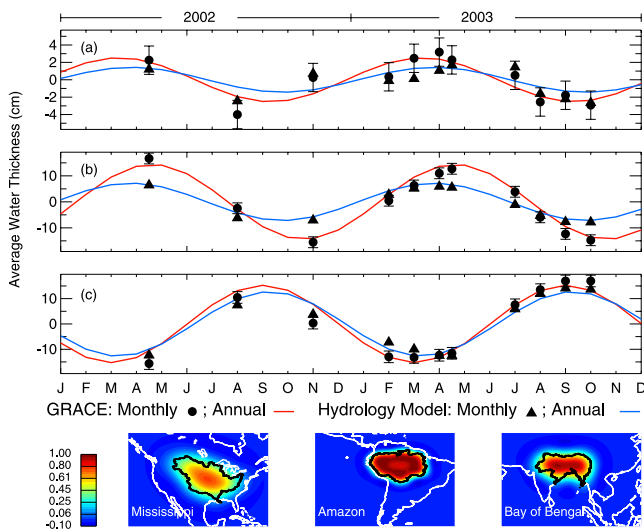 2002 2003
(a)
4
2
0
-2
-4
(b)
10
0
-10
(c)
10
0
-10
Average Water Thickness (cm)
J F M A M J J A S O N D J F M A M J J A S O N D
GRACE: Monthly ; Annual Hydrology Model: Monthly ; Annual
1.00
0.80
0.61
0.45
0.25
0.06
-0.10
Mississippi
Amazon
Bay of Bengal